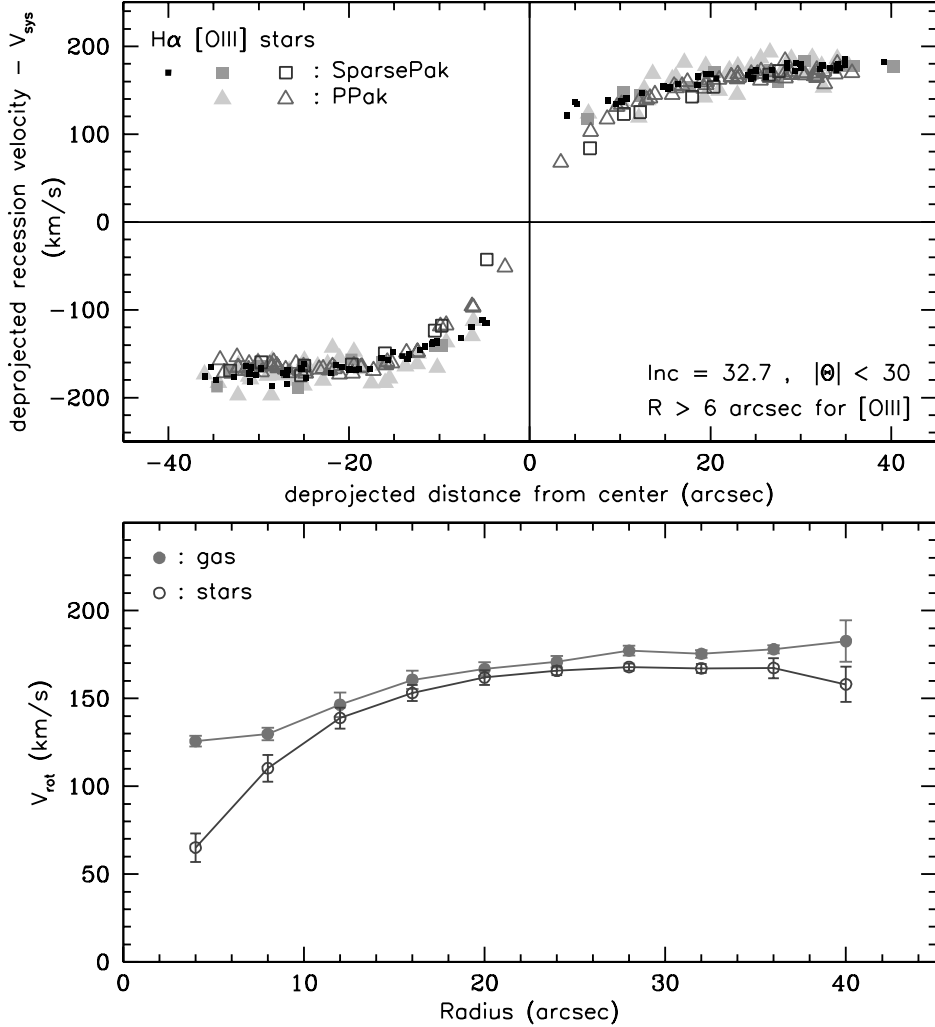 deprojected recession velocity − Vsys
(km/s)
200
100
0
−100
−200
Hα [OIII] stars
: SparsePak
: PPak
Inc = 32.7 , |Θ| < 30
R > 6 arcsec for [OIII]
−40 −20 0 20 40
deprojected distance from center (arcsec)
Vrot (km/s)
200
150
100
50
0
: gas
: stars
0 10 20 30 40
Radius (arcsec)